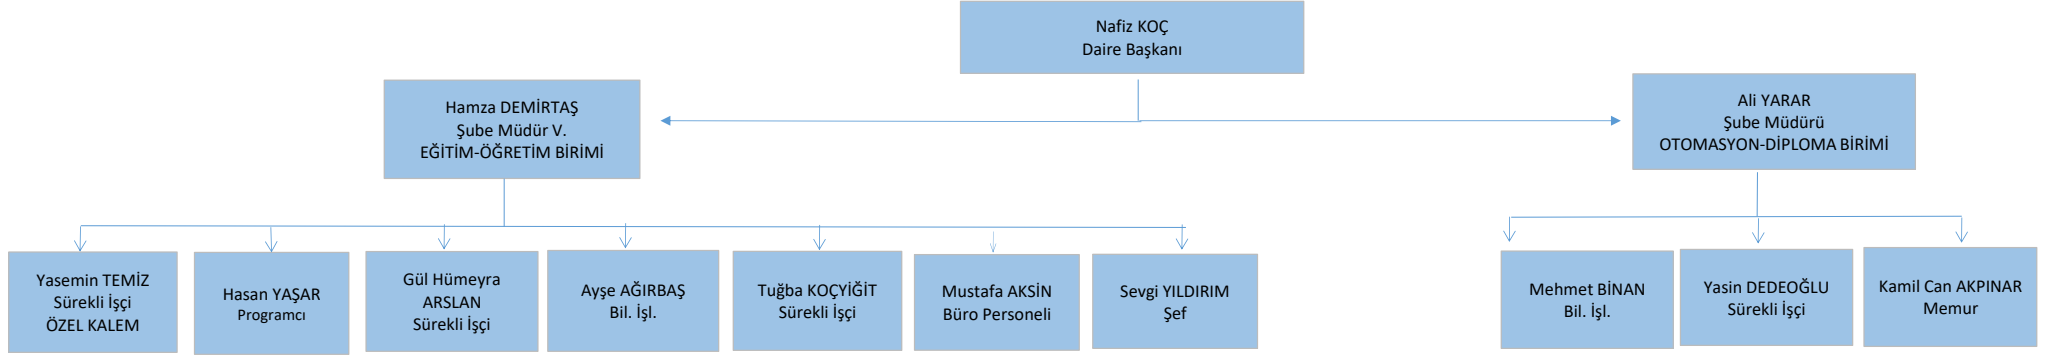 Nafiz KOÇ
Daire Başkanı
Hamza DEMİRTAŞ
Şube Müdür V.
EĞİTİM-ÖĞRETİM BİRİMİ
Ali YARAR
Şube Müdürü
OTOMASYON-DİPLOMA BİRİMİ
Yasemin TEMİZ
Sürekli İşçi
ÖZEL KALEM
Hasan YAŞAR
Programcı
Gül Hümeyra
ARSLAN
Sürekli İşçi
Ayşe AĞIRBAŞ
Bil. İşl.
Tuğba KOÇYİĞİT
Sürekli İşçi
Mustafa AKSİN
Büro Personeli
Sevgi YILDIRIM
Şef
Mehmet BİNAN
Bil. İşl.
Yasin DEDEOĞLU
Sürekli İşçi
Kamil Can AKPINAR
Memur